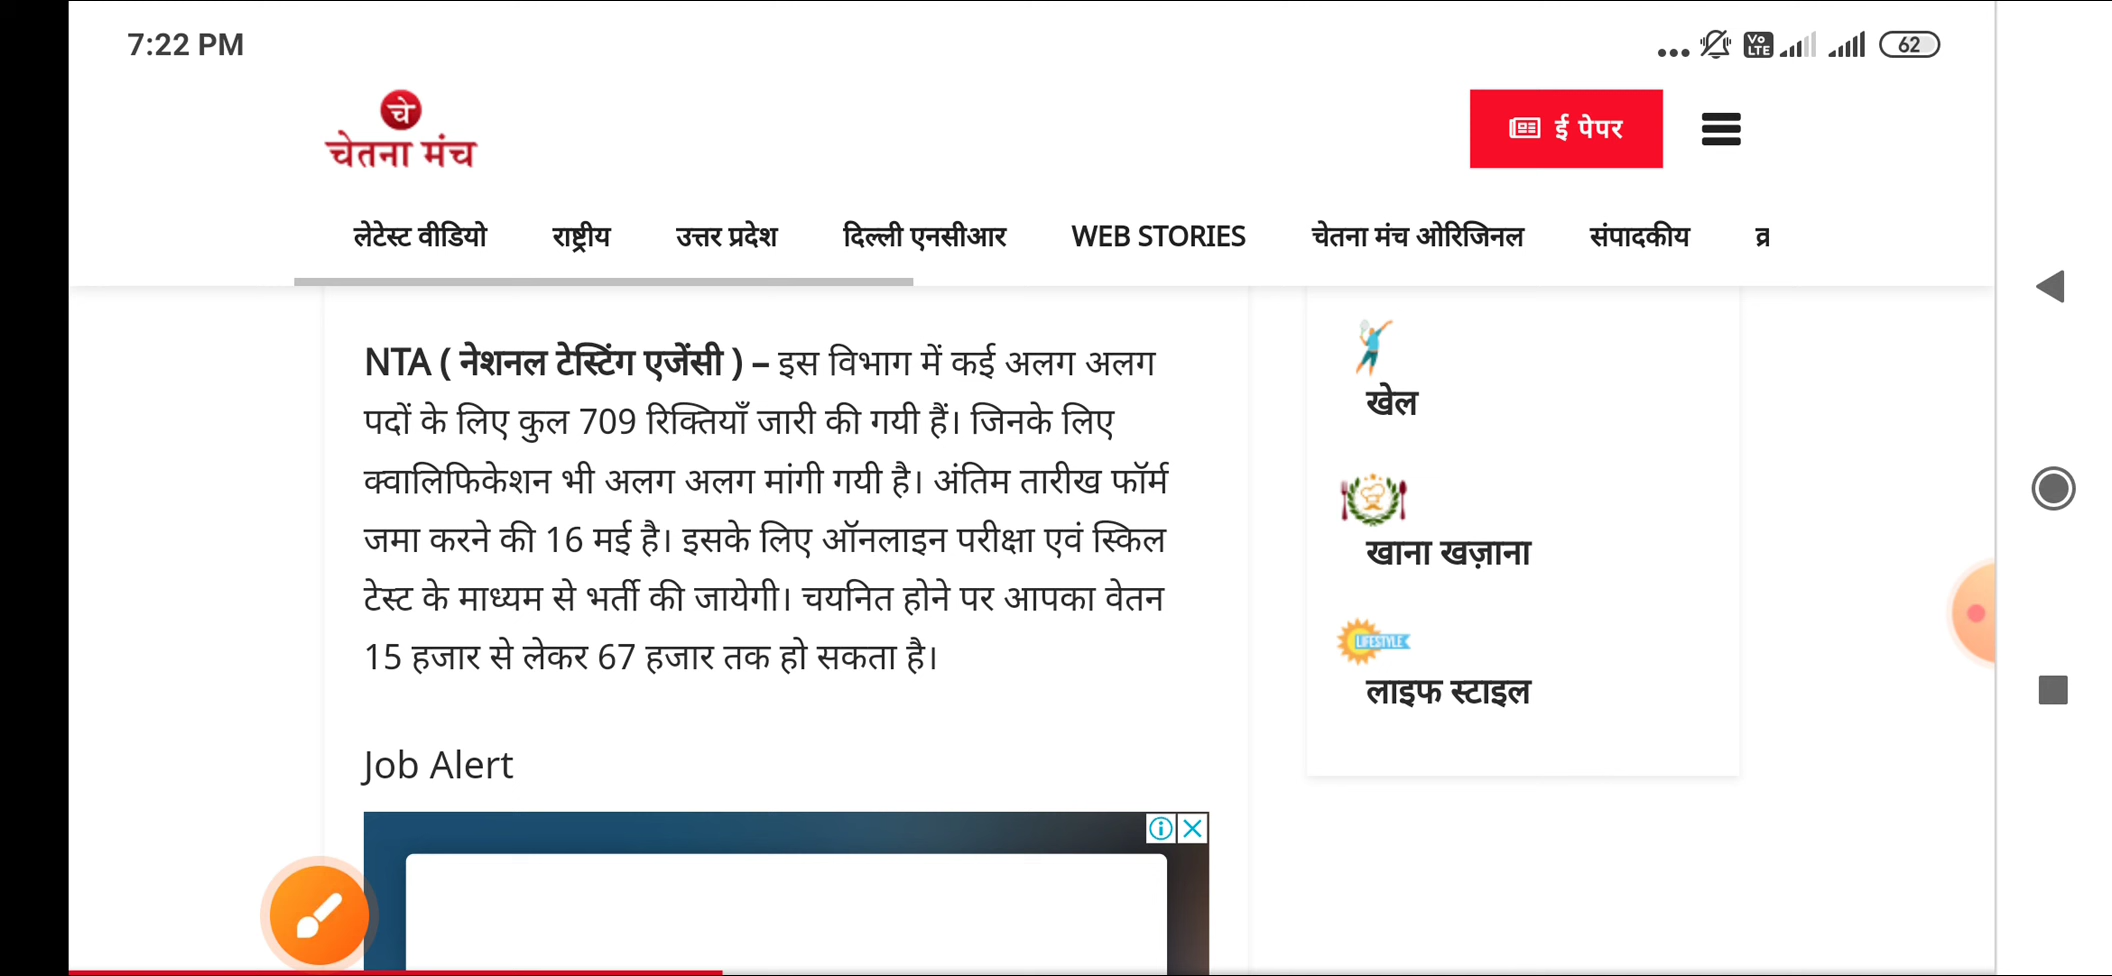 7:22 PM
Vo LTE
62
चे
चेतना मंच
ई पेपर
लेटेस्ट वीडियो राष्ट्रीय उत्तर प्रदेश दिल्ली एनसीआर WEB STORIES चेतना मंच ओरिजिनल संपादकीय
NTA ( नेशनल टेस्टिंग एजेंसी ) – इस विभाग में कई अलग अलग
पदों के लिए कुल 709 रिक्तियाँ जारी की गयी हैं। जिनके लिए
क्वालिफिकेशन भी अलग अलग मांगी गयी है। अंतिम तारीख फॉर्म
जमा करने की 16 मई है। इसके लिए ऑनलाइन परीक्षा एवं स्किल
टेस्ट के माध्यम से भर्ती की जायेगी। चयनित होने पर आपका वेतन
15 हजार से लेकर 67 हजार तक हो सकता है।
Job Alert
खेल
खाना खज़ाना
LIFESTYLE
लाइफ स्टाइल